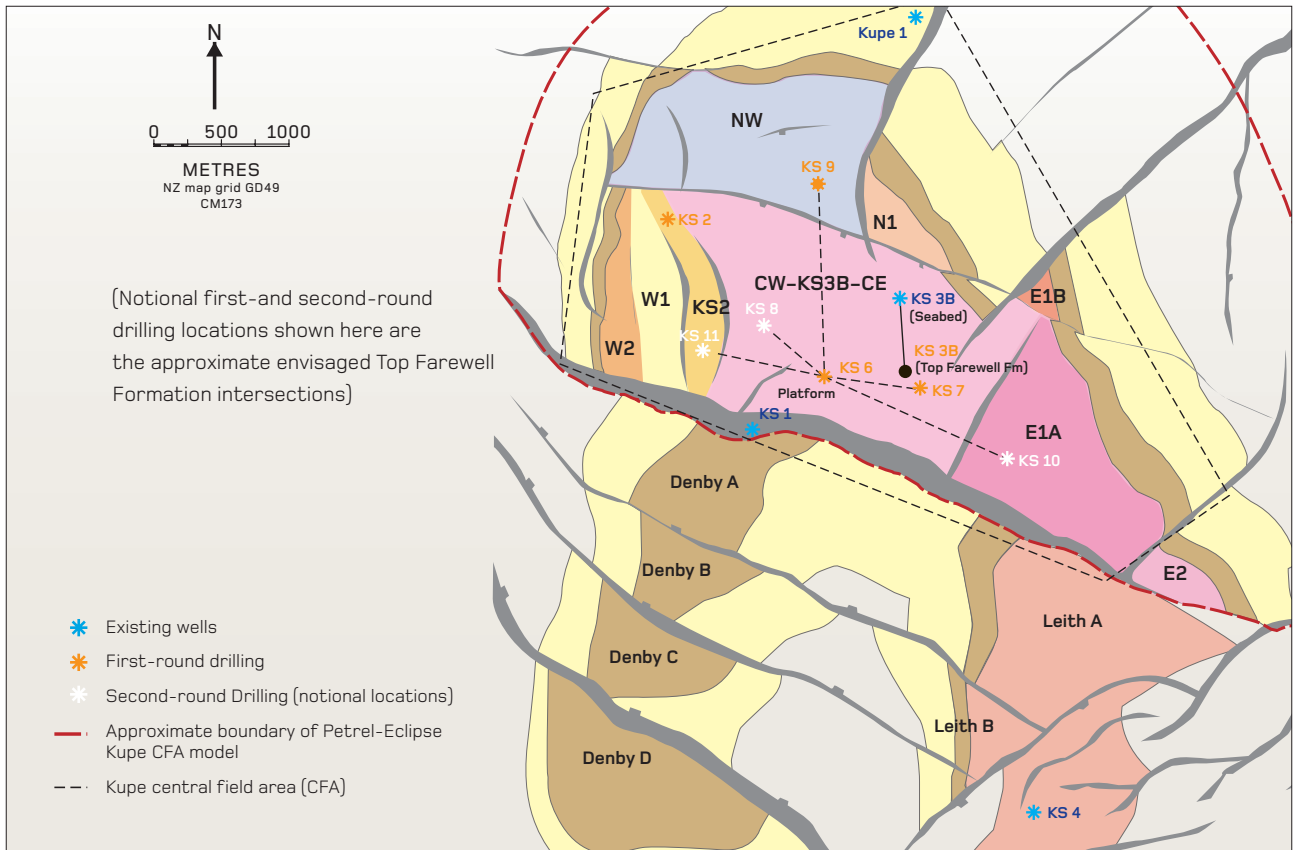 N
0 500 1000
METRES
NZ map grid GD49
CM173
(Notional first-and second-round
drilling locations shown here are
the approximate envisaged Top Farewell
Formation intersections)
Kupe 1
NW
KS 9
N1
KS 2
CW–KS3B–CE
W1
KS2
KS 8
KS 3B
(Seabed)
E1B
KS 11
W2
KS 3B
(Top Farewell Fm)
KS 6
Platform
KS 7
KS 1
E1A
KS 10
Denby A
Denby B
E2
Leith A
Denby C
Leith B
Denby D
KS 4
Existing wells
First-round drilling
Second-round Drilling (notional locations)
Approximate boundary of Petrel-Eclipse
Kupe CFA model
Kupe central field area (CFA)